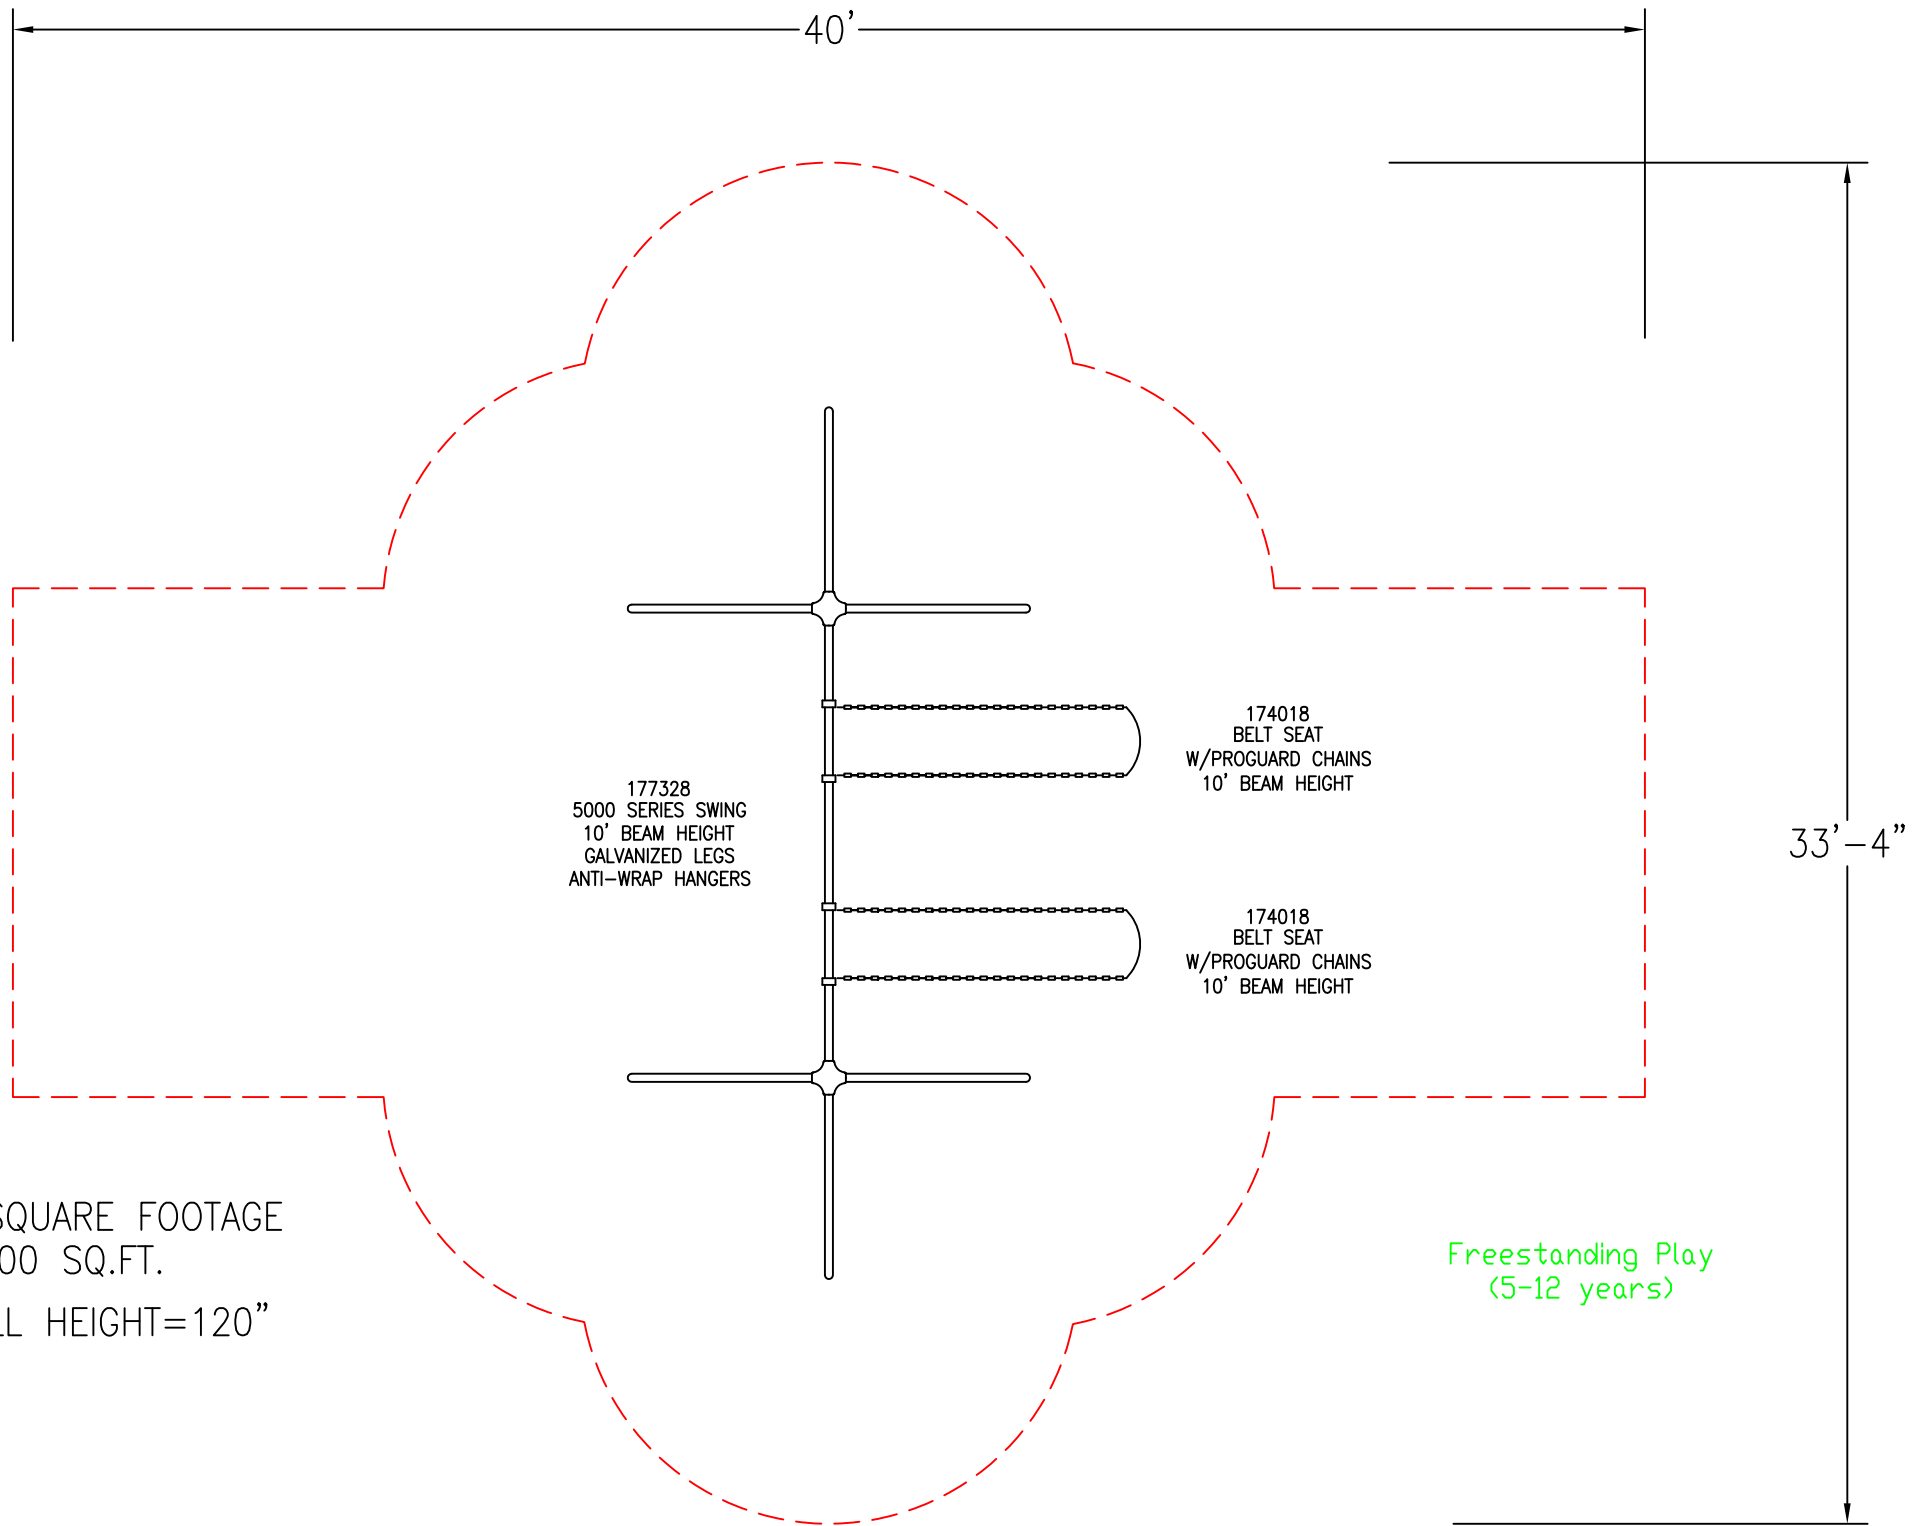 40'
174018
BELT SEAT
W/PROGUARD CHAINS
10' BEAM HEIGHT
177328
5000 SERIES SWING
10' BEAM HEIGHT
GALVANIZED LEGS
ANTI-WRAP HANGERS
33'-4"
174018
BELT SEAT
W/PROGUARD CHAINS
10' BEAM HEIGHT
SQUARE FOOTAGE
SQ.FT.
HEIGHT=120"
Freestanding Play
(5-12 years)